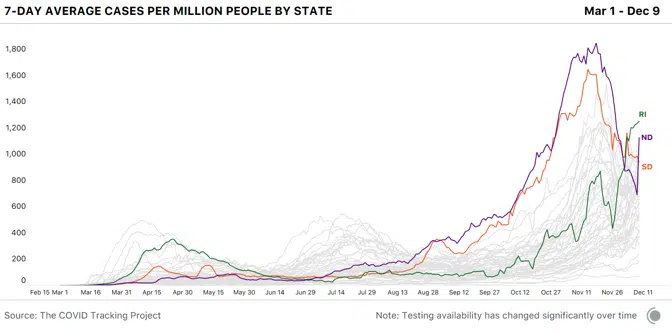 7-DAY AVERAGE CASES PER MILLION PEOPLE BY STATE Mar 1 - Dec 9
1,800
1,600
1,400
1,200
1,000
800
600
400
200
0
RI
ND
SD
Feb 15 Mar 1 Mar 16 Mar 31 Apr 15 Apr 30 May 15 May 30 Jun 14 Jun 29 Jul 14 Jul 29 Aug 13 Aug 28 Sep 12 Sep 27 Oct 12 Oct 27 Nov 11 Nov 26 Dec 11
Source: The COVID Tracking Project Note: Testing availability has changed significantly over time